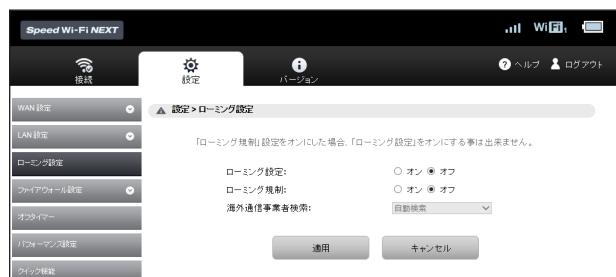 Speed Wi-Fi NEXT
WiFi 1
接続
設定
バージョン
? ヘルプ
ログアウト
WAN 設定
設定 > ローミング設定
LAN 設定
「ローミング規制」設定をオンにした場合、「ローミング設定」をオンにする事は出来ません。
ローミング設定
ローミング設定: オン オフ
ファイアウォール設定
ローミング規制: オン オフ
オフタイマー
海外通信事業者検索: 自動検索
パフォーマンス設定
適用 キャンセル
クイック機能